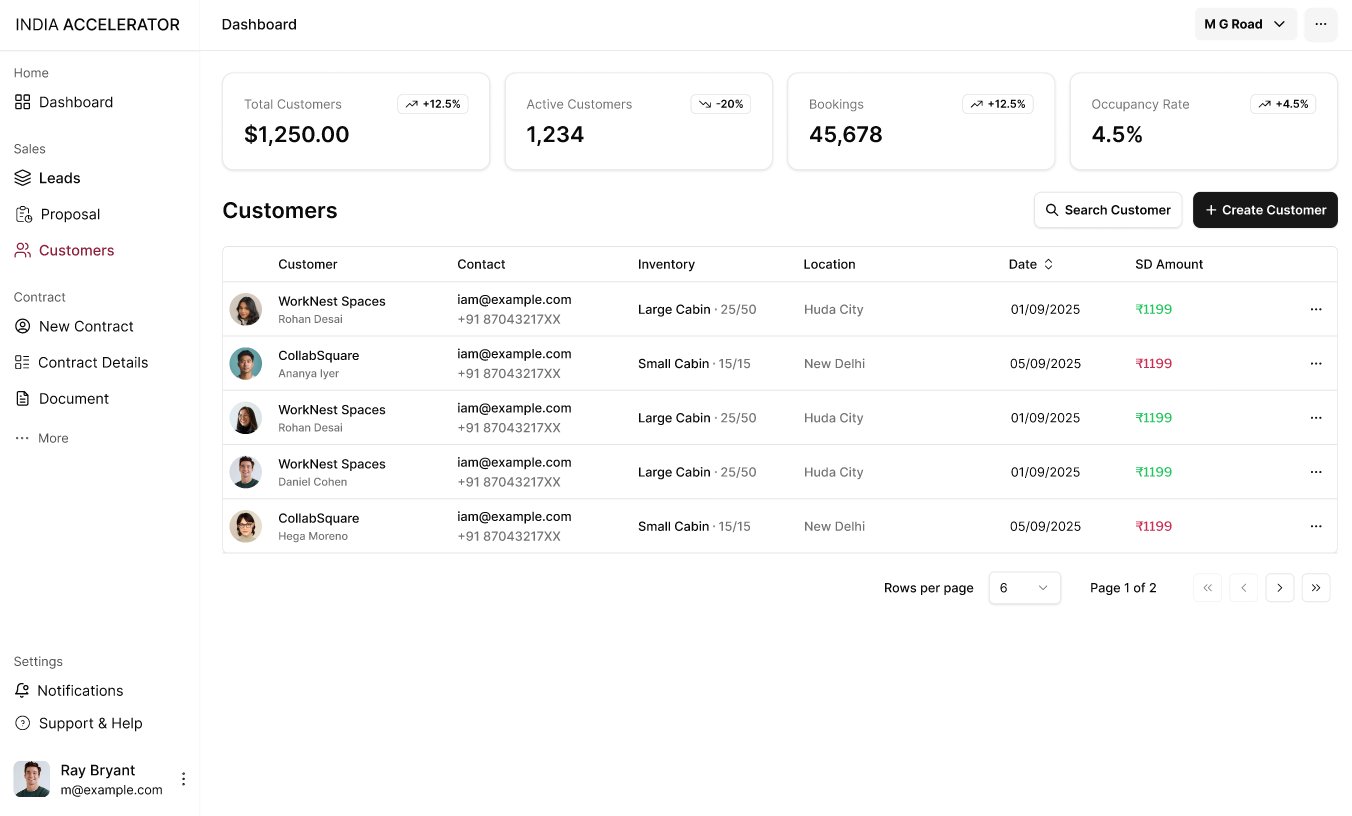 INDIA ACCELERATOR
Dashboard
M G Road
Home
Dashboard
Sales
Leads
Proposal
Customers
Contract
New Contract
Contract Details
Document
More
Settings
Notifications
Support & Help
Ray Bryant
m@example.com
Total Customers +12.5%
$1,250.00
Active Customers -20%
1,234
Bookings +12.5%
45,678
Occupancy Rate +4.5%
4.5%
Customers
Search Customer
+ Create Customer
Customer Contact Inventory Location Date SD Amount
WorkNest Spaces iam@example.com Large Cabin · 25/50 Huda City 01/09/2025 ₹1199
Rohan Desai +91 87043217XX
CollabSquare iam@example.com Small Cabin · 15/15 New Delhi 05/09/2025 ₹1199
Ananya Iyer +91 87043217XX
WorkNest Spaces iam@example.com Large Cabin · 25/50 Huda City 01/09/2025 ₹1199
Rohan Desai +91 87043217XX
WorkNest Spaces iam@example.com Large Cabin · 25/50 Huda City 01/09/2025 ₹1199
Daniel Cohen +91 87043217XX
CollabSquare iam@example.com Small Cabin · 15/15 New Delhi 05/09/2025 ₹1199
Hega Moreno +91 87043217XX
Rows per page 6 Page 1 of 2